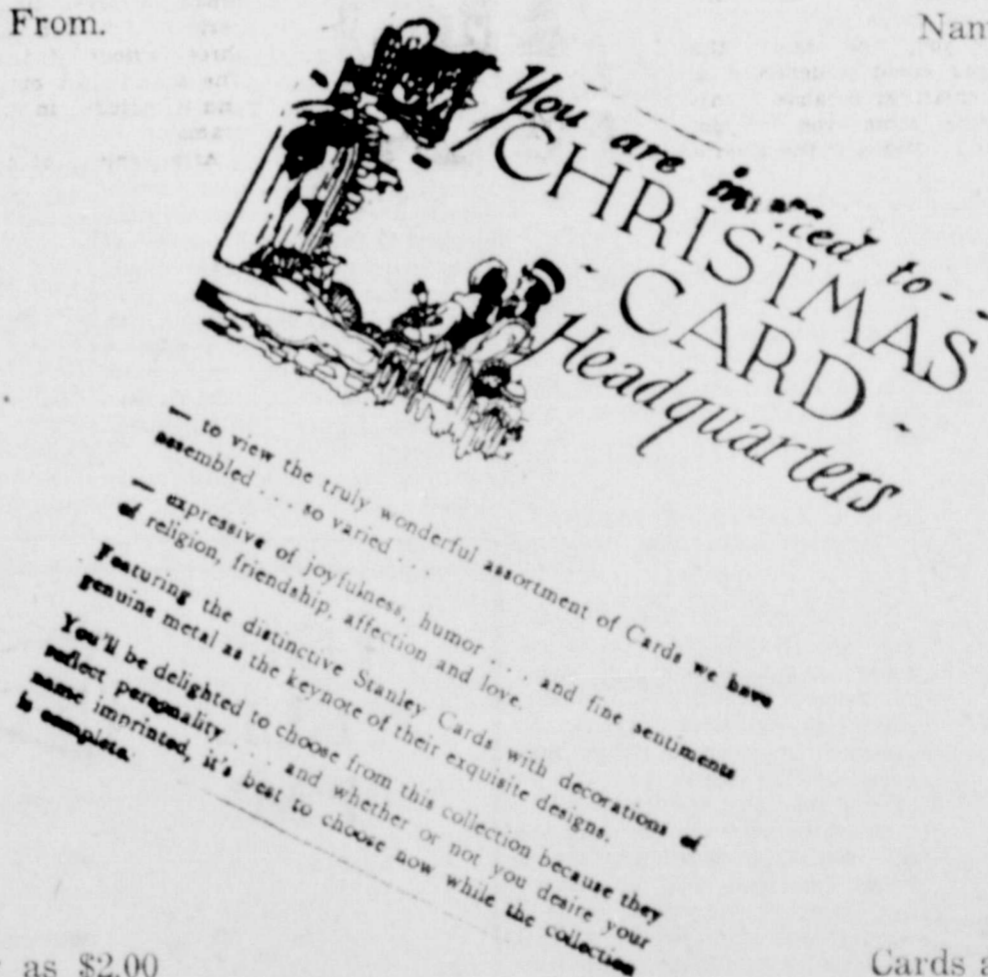 From.
Nam
You are invited to--
CHRISTMAS
- CARD -
Headquarters
— to view the truly wonderful assortment of Cards we have
assembled . . . so varied . . .
— expressive of joyfulness, humor . . . and fine sentiments
of religion, friendship, affection and love.
Featuring the distinctive Stanley Cards with decorations of
genuine metal as the keynote of their exquisite designs.
You'll be delighted to choose from this collection because they
reflect personality . . . and whether or not you desire your
name imprinted, it's best to choose now while the collection
is complete.
as $2.00
Cards a